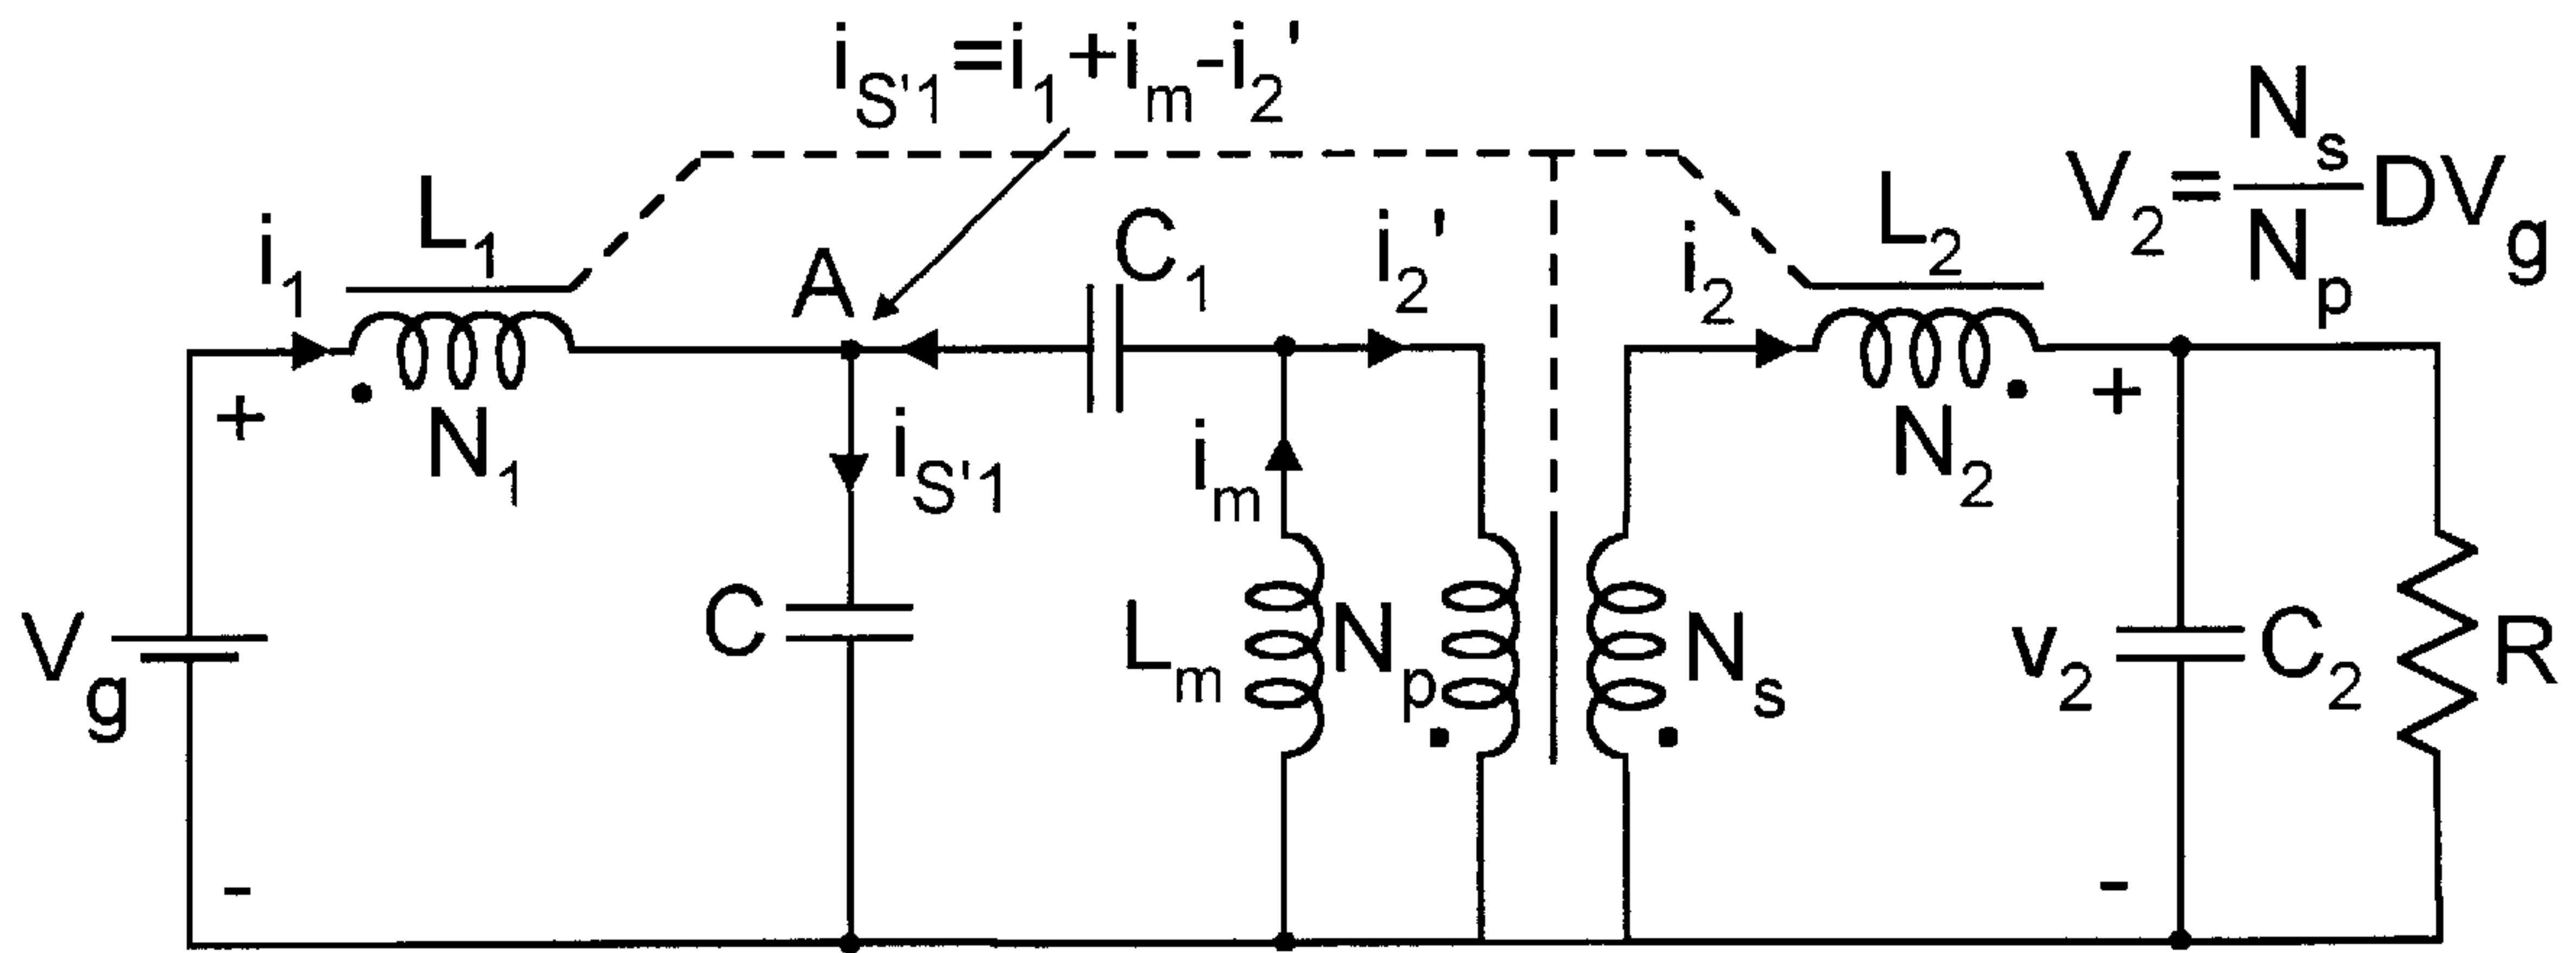 i_S'1=i_1+i_m-i_2'
V_2=N_s/N_p DV_g
L_1
i_1
A
C_1
i_2'
i_2
L_2
+
N_1
i_S'1
i_m
N_2
+
V_g
C
L_m
N_p
N_s
v_2
C_2
R
-
-